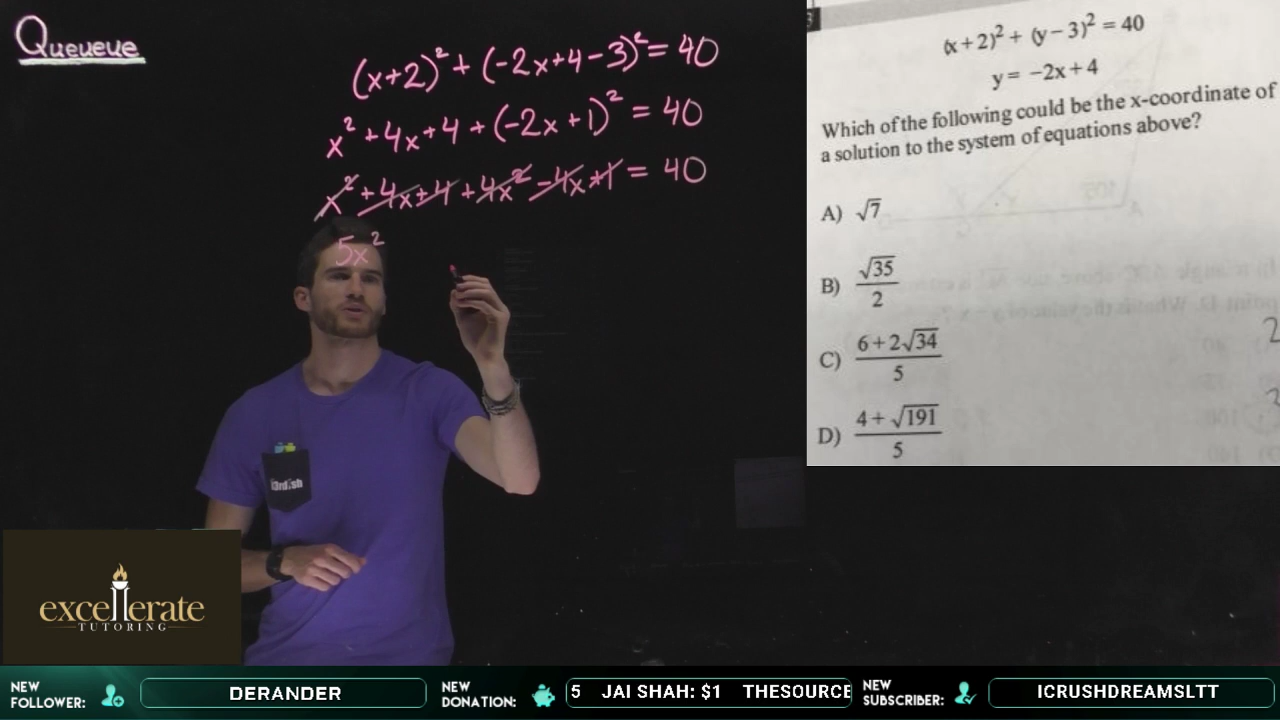 Queueue
(x+2)² + (-2x+4-3)² = 40
x² + 4x + 4 + (-2x + 1)² = 40
x² + 4x + 4 + 4x² - 4x + 1 = 40
5x²
(x+2)² + (y-3)² = 40
y = -2x + 4
Which of the following could be the x-coordinate of
a solution to the system of equations above?
A) √7
B) √35/2
C) (6+2√34)/5
D) (4+√191)/5
excellerate
TUTORING
NEW FOLLOWER:
DERANDER
NEW DONATION:
5 JAI SHAH: $1 THESOURCE
NEW SUBSCRIBER:
ICRUSHDREAMSLTT